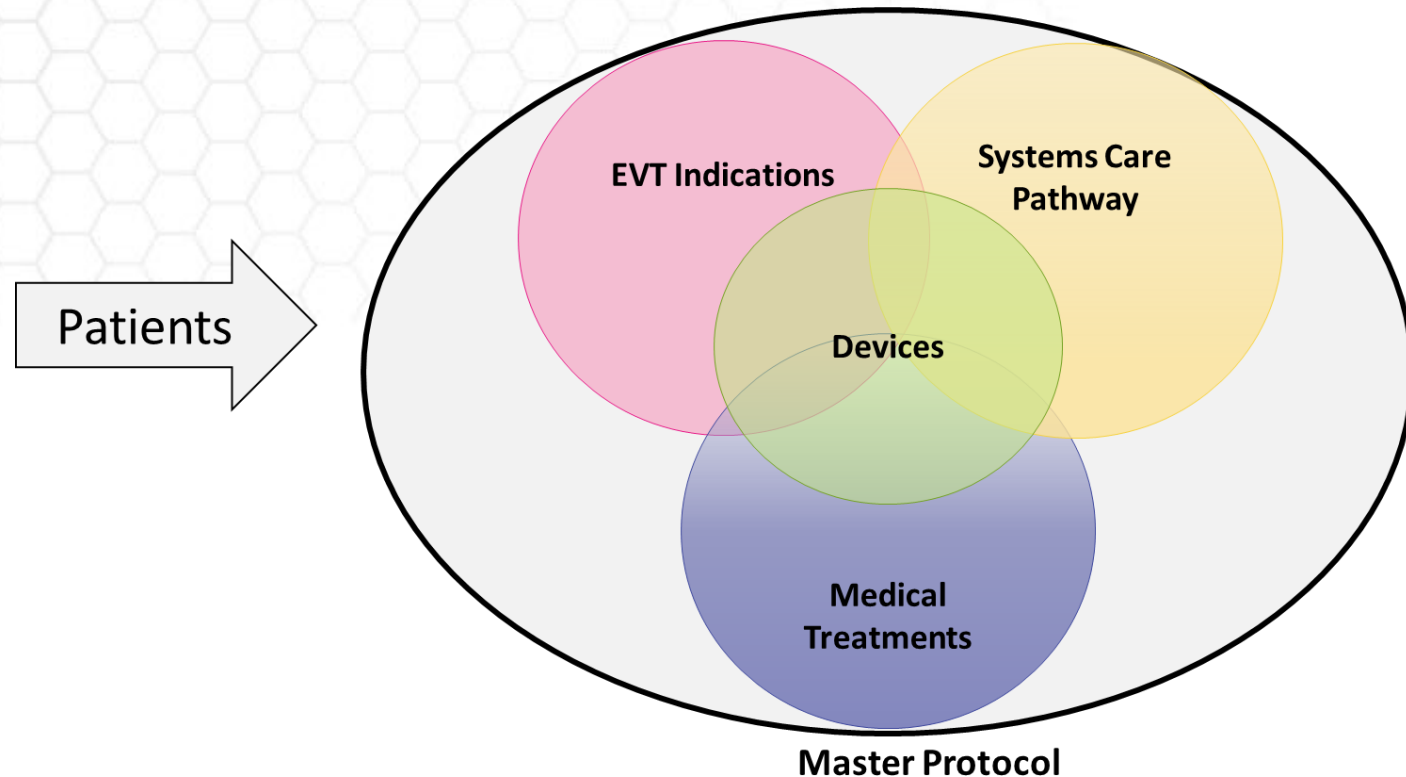 EVT Indications
Systems Care
Pathway
Patients
Devices
Medical
Treatments
Master Protocol